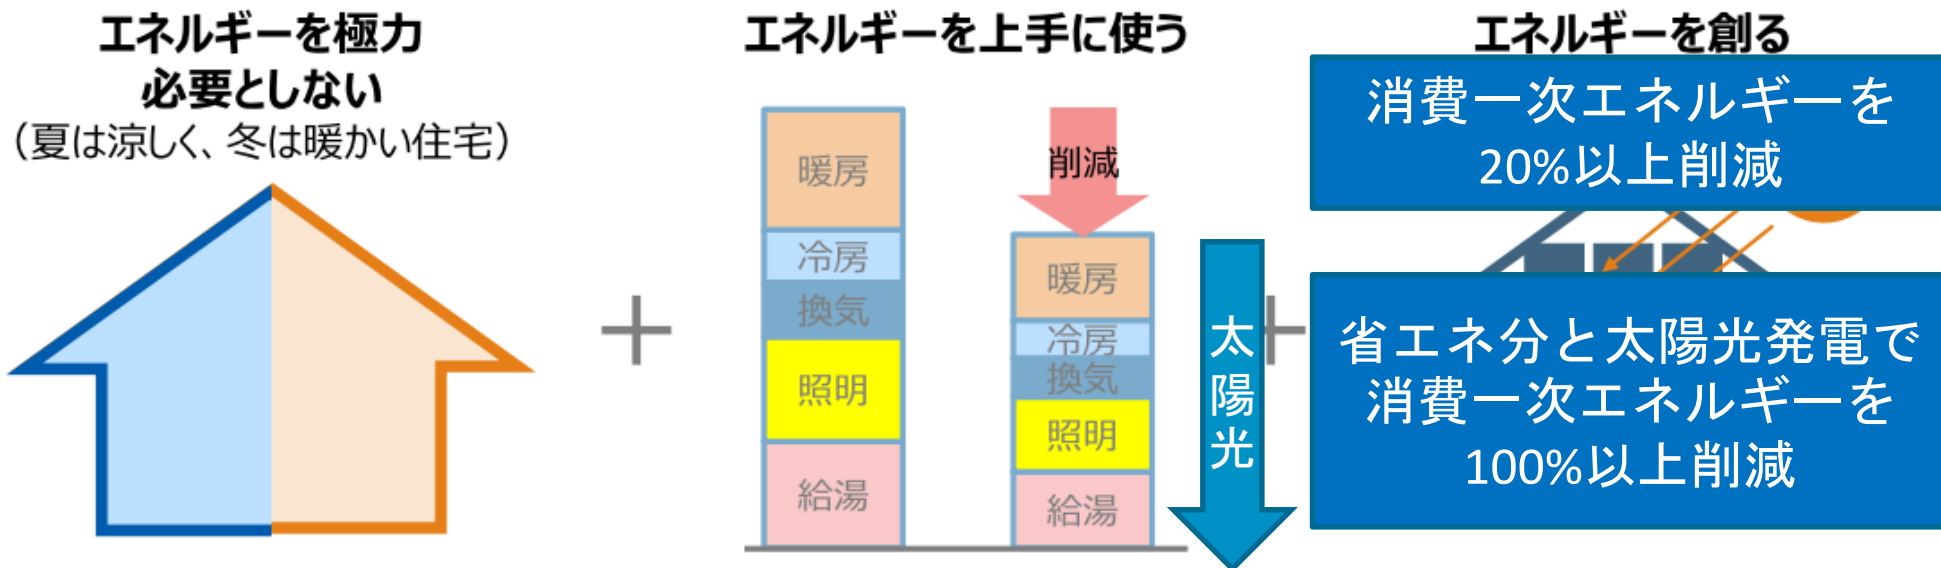 エネルギーを極力
必要としない
（夏は涼しく、冬は暖かい住宅）
エネルギーを上手に使う
暖房
冷房
換気
照明
給湯
削減
暖房
冷房
換気
照明
給湯
太陽光
エネルギーを創る
消費一次エネルギーを
20%以上削減
省エネ分と太陽光発電で
消費一次エネルギーを
100%以上削減